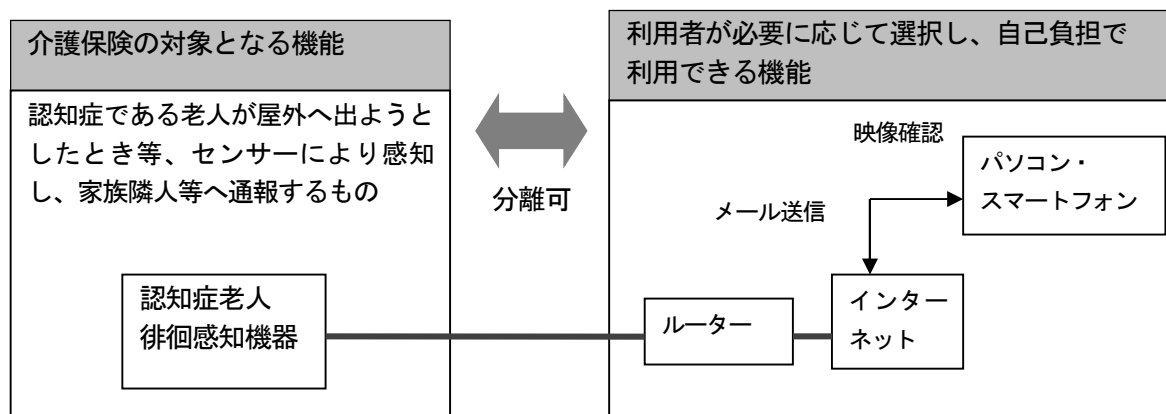 介護保険の対象となる機能
認知症である老人が屋外へ出ようと
したとき等、センサーにより感知
し、家族隣人等へ通報するもの
認知症老人
徘徊感知機器
分離可
利用者が必要に応じて選択し、自己負担で
利用できる機能
映像確認
パソコン・
スマートフォン
メール送信
ルーター
インター
ネット